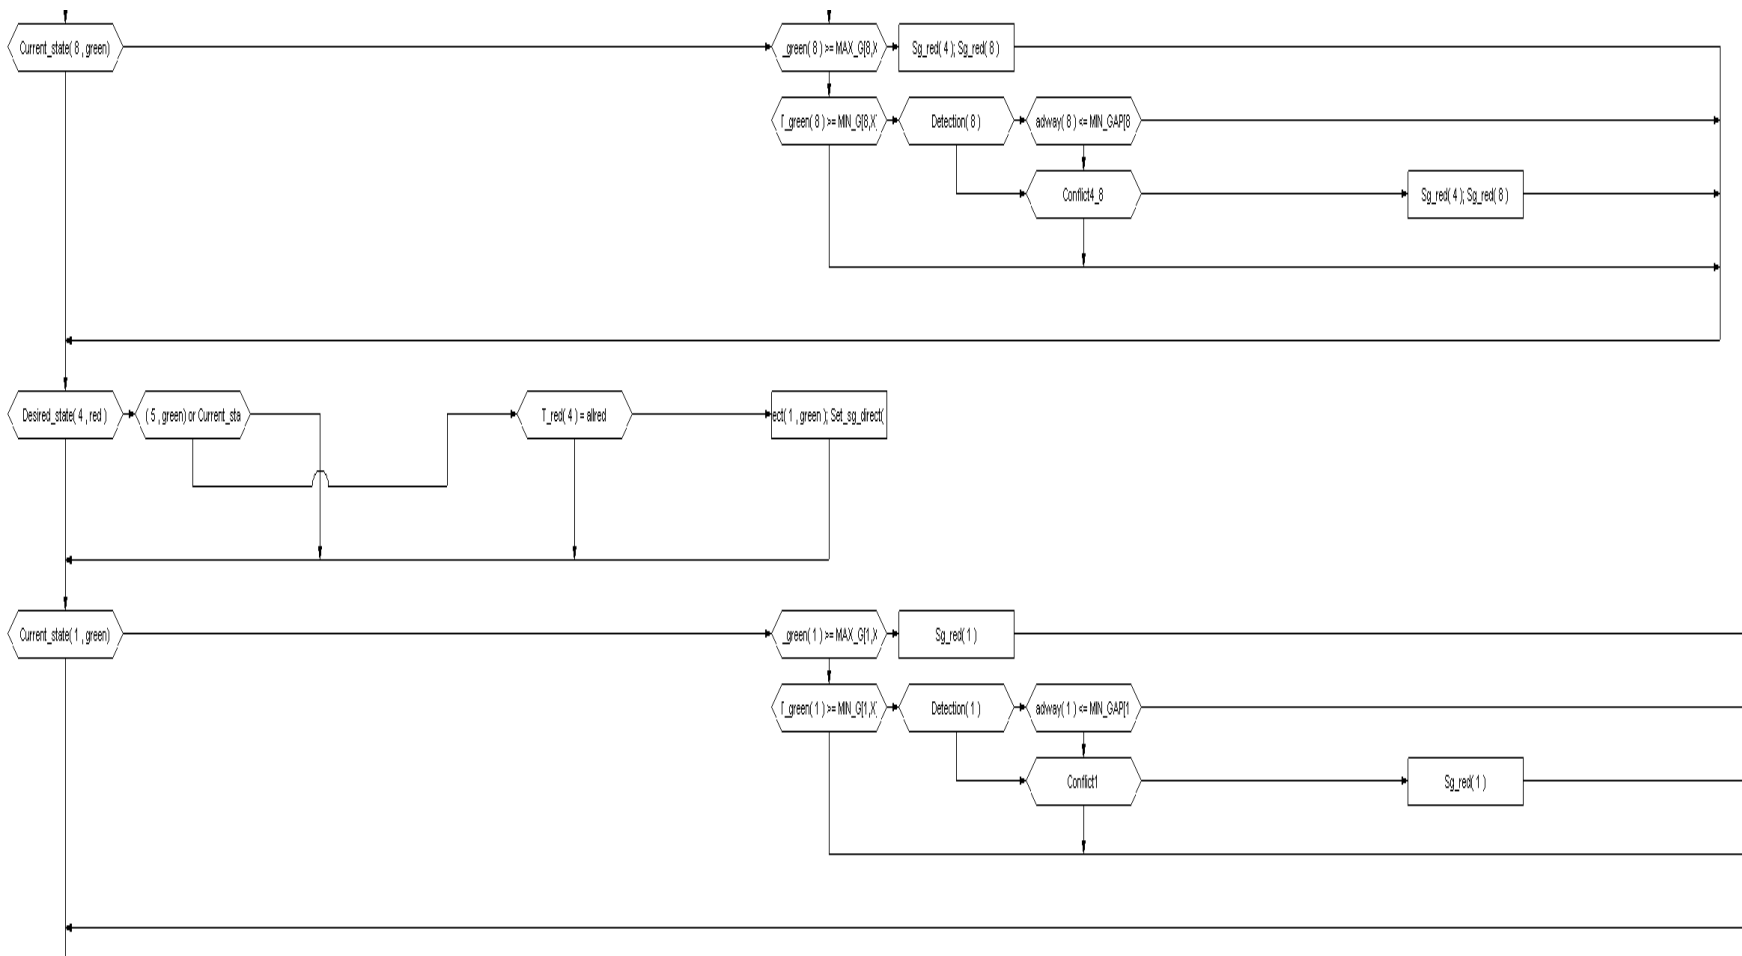 Current_state( 8 , green)
_green( 8 ) >= MAX_G[8,X
Sg_red( 4 ); Sg_red( 8 )
T_green( 8 ) >= MIN_G[8,X]
Detection( 8 )
adway( 8 ) <= MIN_GAP[8
Conflict4_8
Sg_red( 4 ); Sg_red( 8 )
Desired_state( 4 , red )
( 5 , green) or Current_sta
T_red( 4 ) = allred
ect( 1 , green ); Set_sg_direct(
Current_state( 1 , green)
_green( 1 ) >= MAX_G[1,X
Sg_red( 1 )
T_green( 1 ) >= MIN_G[1,X]
Detection( 1 )
adway( 1 ) <= MIN_GAP[1
Conflict1
Sg_red( 1 )